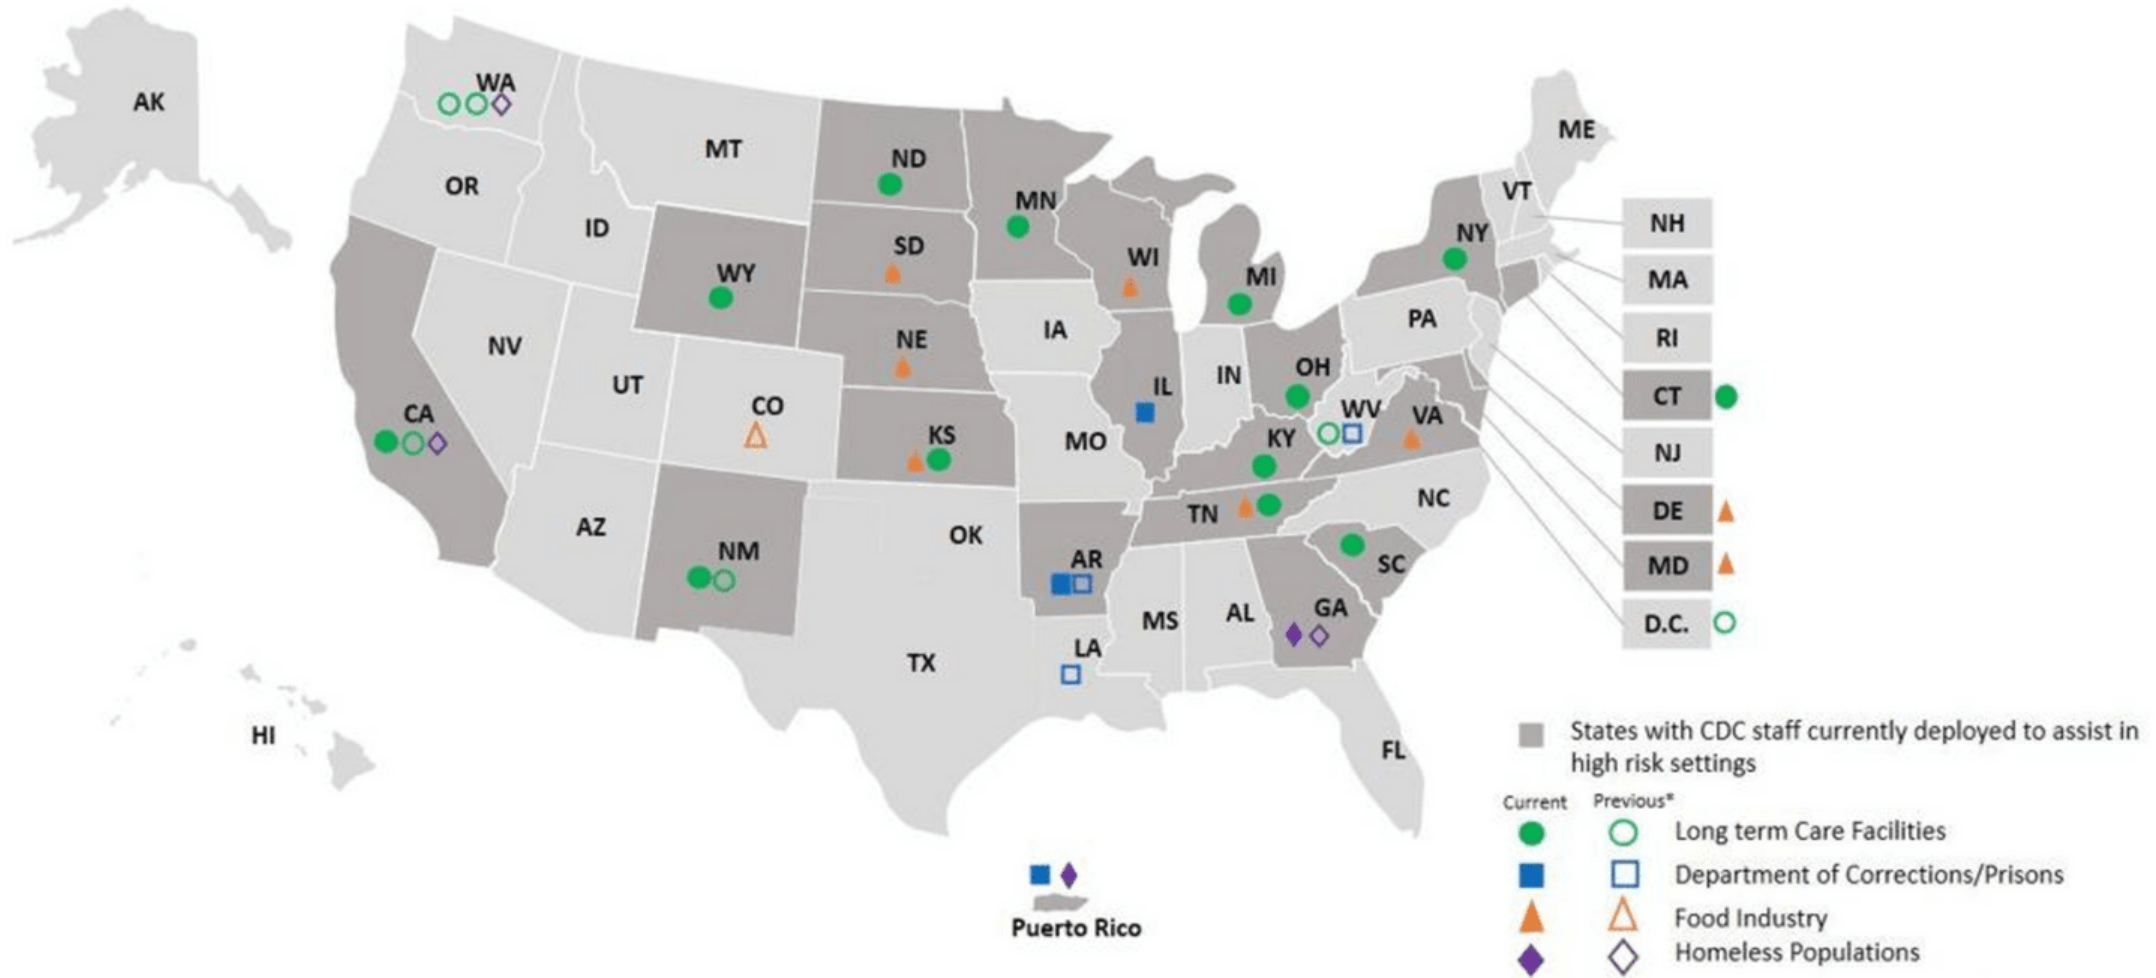 AK
WA
MT
ND
ME
OR
MN
VT
ID
NH
NY
SD
WI
WY
MI
MA
NV
NE
IA
PA
RI
UT
CO
IL
IN
OH
CT
CA
KS
MO
KY
WV
VA
NJ
AZ
OK
TN
NC
DE
NM
AR
SC
MD
MS
AL
GA
D.C.
TX
LA
HI
FL
States with CDC staff currently deployed to assist in
high risk settings
Current Previous*
Long term Care Facilities
Department of Corrections/Prisons
Food Industry
Homeless Populations
Puerto Rico